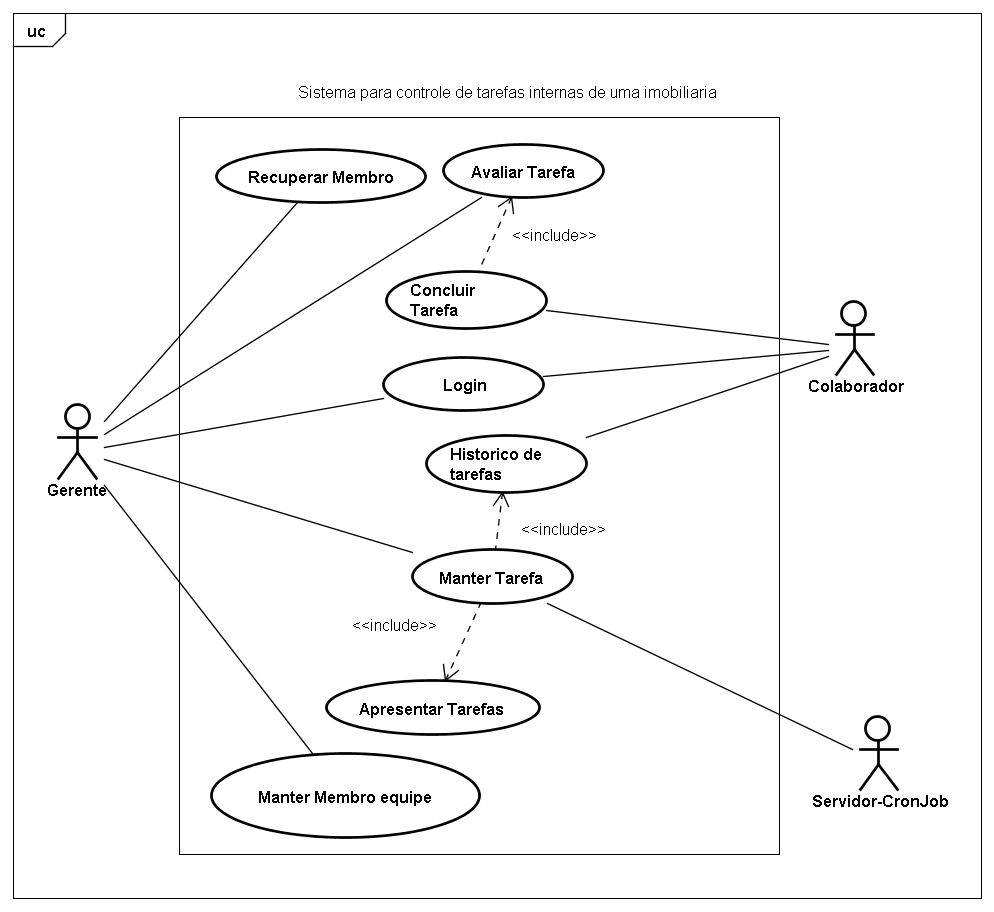 uc
Sistema para controle de tarefas internas de uma imobiliaria
Recuperar Membro
Avaliar Tarefa
<<include>>
Concluir
Tarefa
Login
Colaborador
Historico de
tarefas
Gerente
<<include>>
Manter Tarefa
<<include>>
Apresentar Tarefas
Manter Membro equipe
Servidor-CronJob